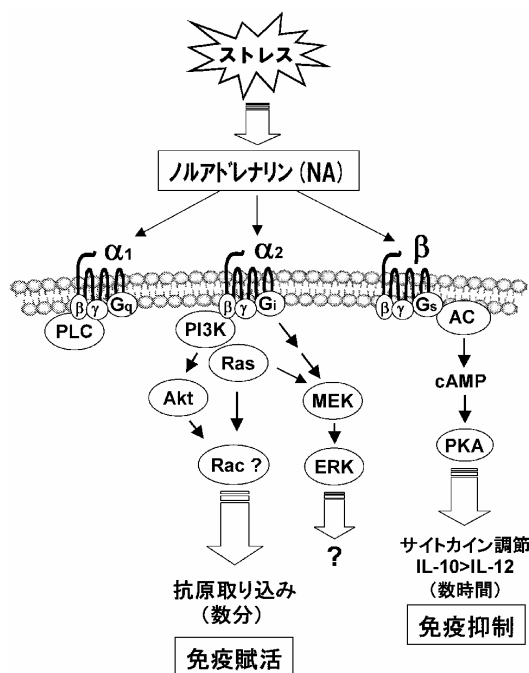 ストレス
ノルアドレナリン(NA)
α1
α2
β
β γ Gq
PLC
β γ Gi
PI3K
Ras
β γ Gs
AC
Akt
MEK
cAMP
Rac ?
ERK
PKA
?
抗原取り込み
(数分)
免疫賦活
サイトカイン調節
IL-10>IL-12
(数時間)
免疫抑制